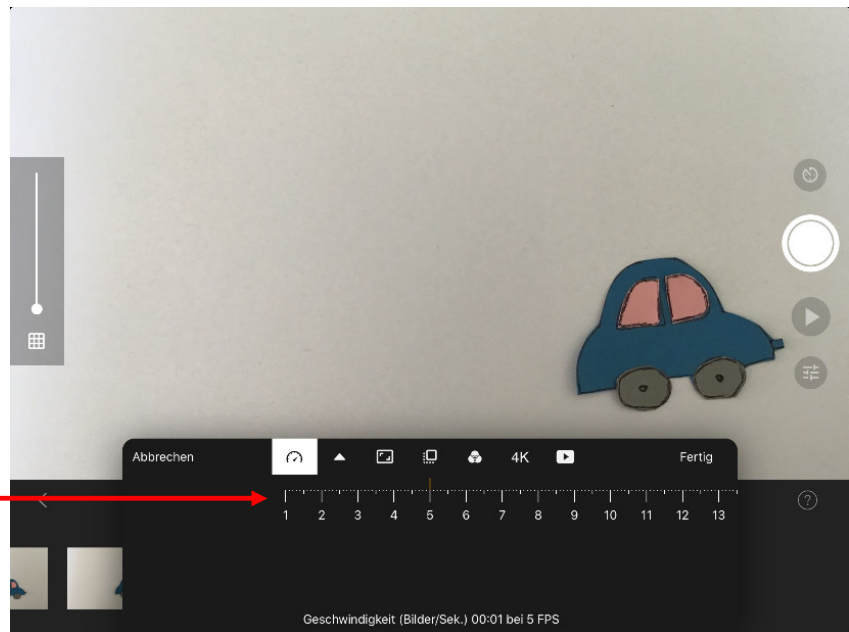 Abbrechen 4K Fertig
1 2 3 4 5 6 7 8 9 10 11 12 13
?
Geschwindigkeit (Bilder/Sek.) 00:01 bei 5 FPS